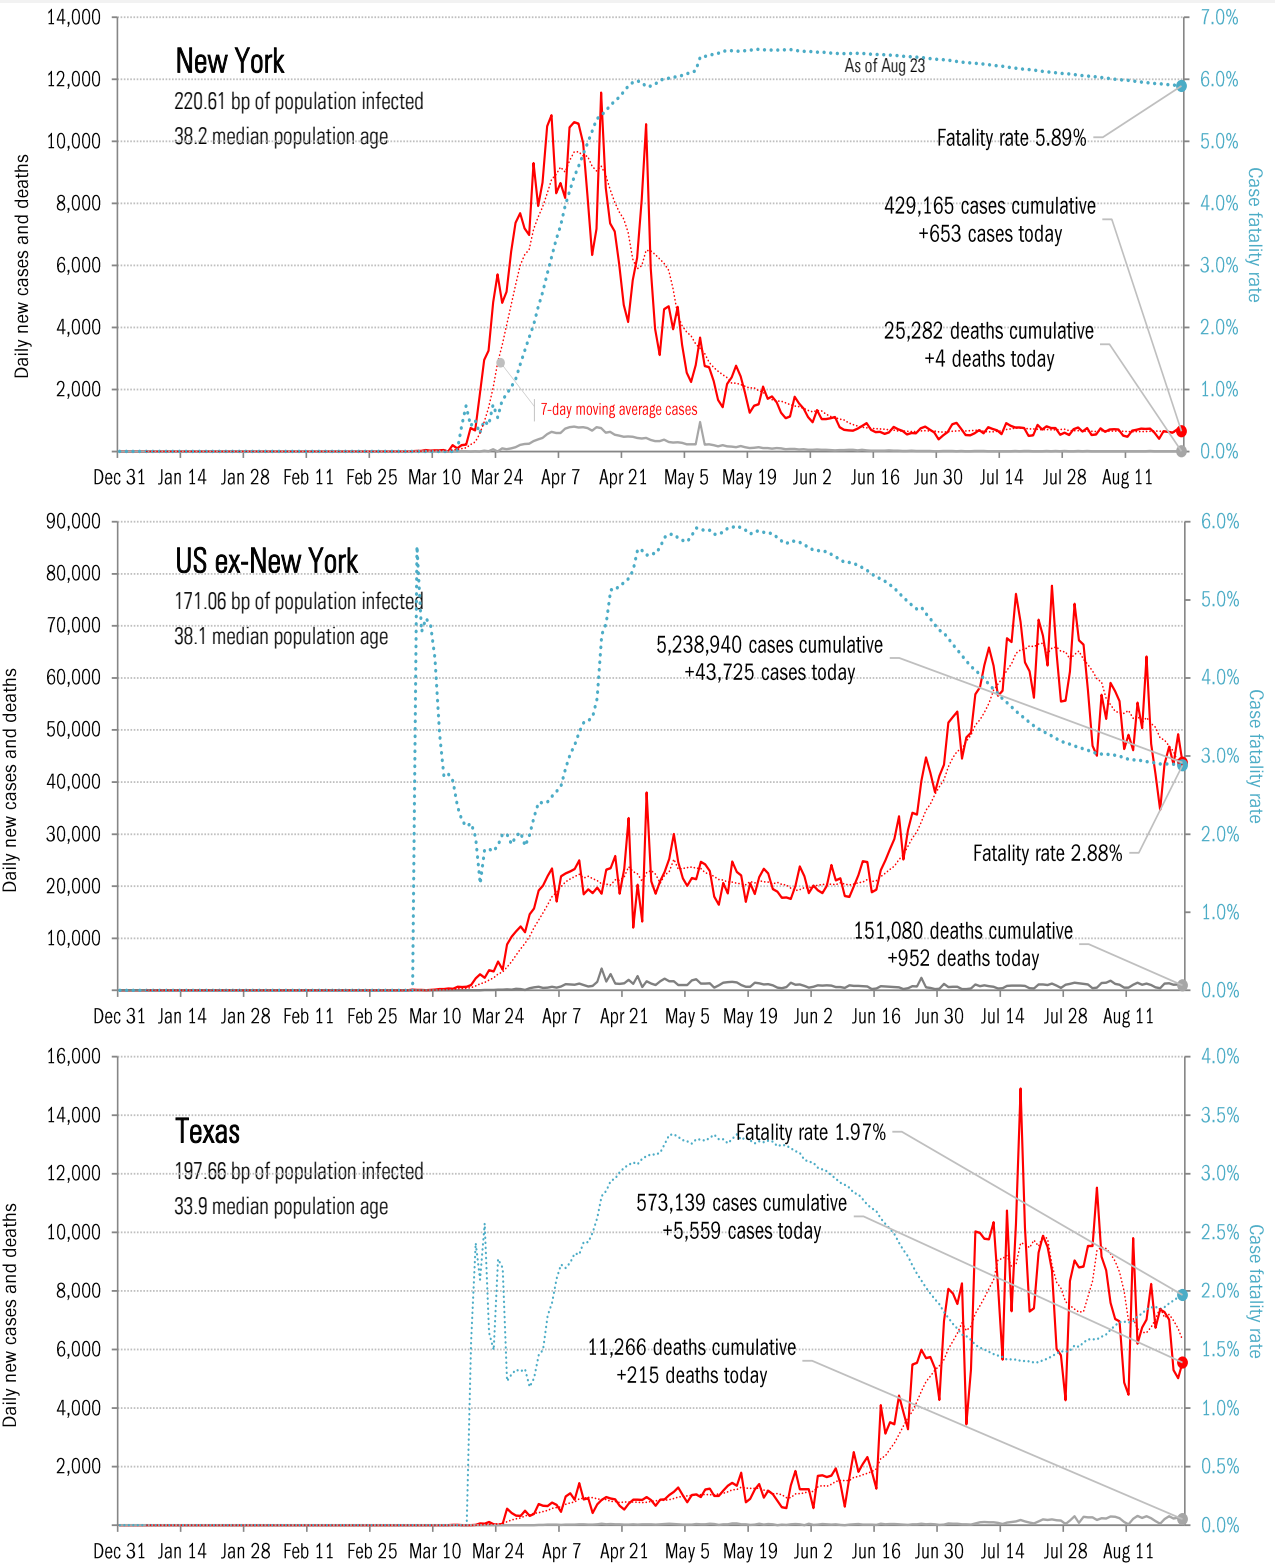 14,000
12,000
10,000
8,000
6,000
4,000
2,000
7.0%
6.0%
5.0%
4.0%
3.0%
2.0%
1.0%
0.0%
Daily new cases and deaths
Case fatality rate
New York
220.61 bp of population infected
38.2 median population age
As of Aug 23
Fatality rate 5.89%
429,165 cases cumulative
+653 cases today
25,282 deaths cumulative
+4 deaths today
7-day moving average cases
Dec 31 Jan 14 Jan 28 Feb 11 Feb 25 Mar 10 Mar 24 Apr 7 Apr 21 May 5 May 19 Jun 2 Jun 16 Jun 30 Jul 14 Jul 28 Aug 11
90,000
80,000
70,000
60,000
50,000
40,000
30,000
20,000
10,000
6.0%
5.0%
4.0%
3.0%
2.0%
1.0%
0.0%
Daily new cases and deaths
Case fatality rate
US ex-New York
171.06 bp of population infected
38.1 median population age
5,238,940 cases cumulative
+43,725 cases today
Fatality rate 2.88%
151,080 deaths cumulative
+952 deaths today
Dec 31 Jan 14 Jan 28 Feb 11 Feb 25 Mar 10 Mar 24 Apr 7 Apr 21 May 5 May 19 Jun 2 Jun 16 Jun 30 Jul 14 Jul 28 Aug 11
16,000
14,000
12,000
10,000
8,000
6,000
4,000
2,000
4.0%
3.5%
3.0%
2.5%
2.0%
1.5%
1.0%
0.5%
0.0%
Daily new cases and deaths
Case fatality rate
Texas
197.66 bp of population infected
33.9 median population age
Fatality rate 1.97%
573,139 cases cumulative
+5,559 cases today
11,266 deaths cumulative
+215 deaths today
Dec 31 Jan 14 Jan 28 Feb 11 Feb 25 Mar 10 Mar 24 Apr 7 Apr 21 May 5 May 19 Jun 2 Jun 16 Jun 30 Jul 14 Jul 28 Aug 11